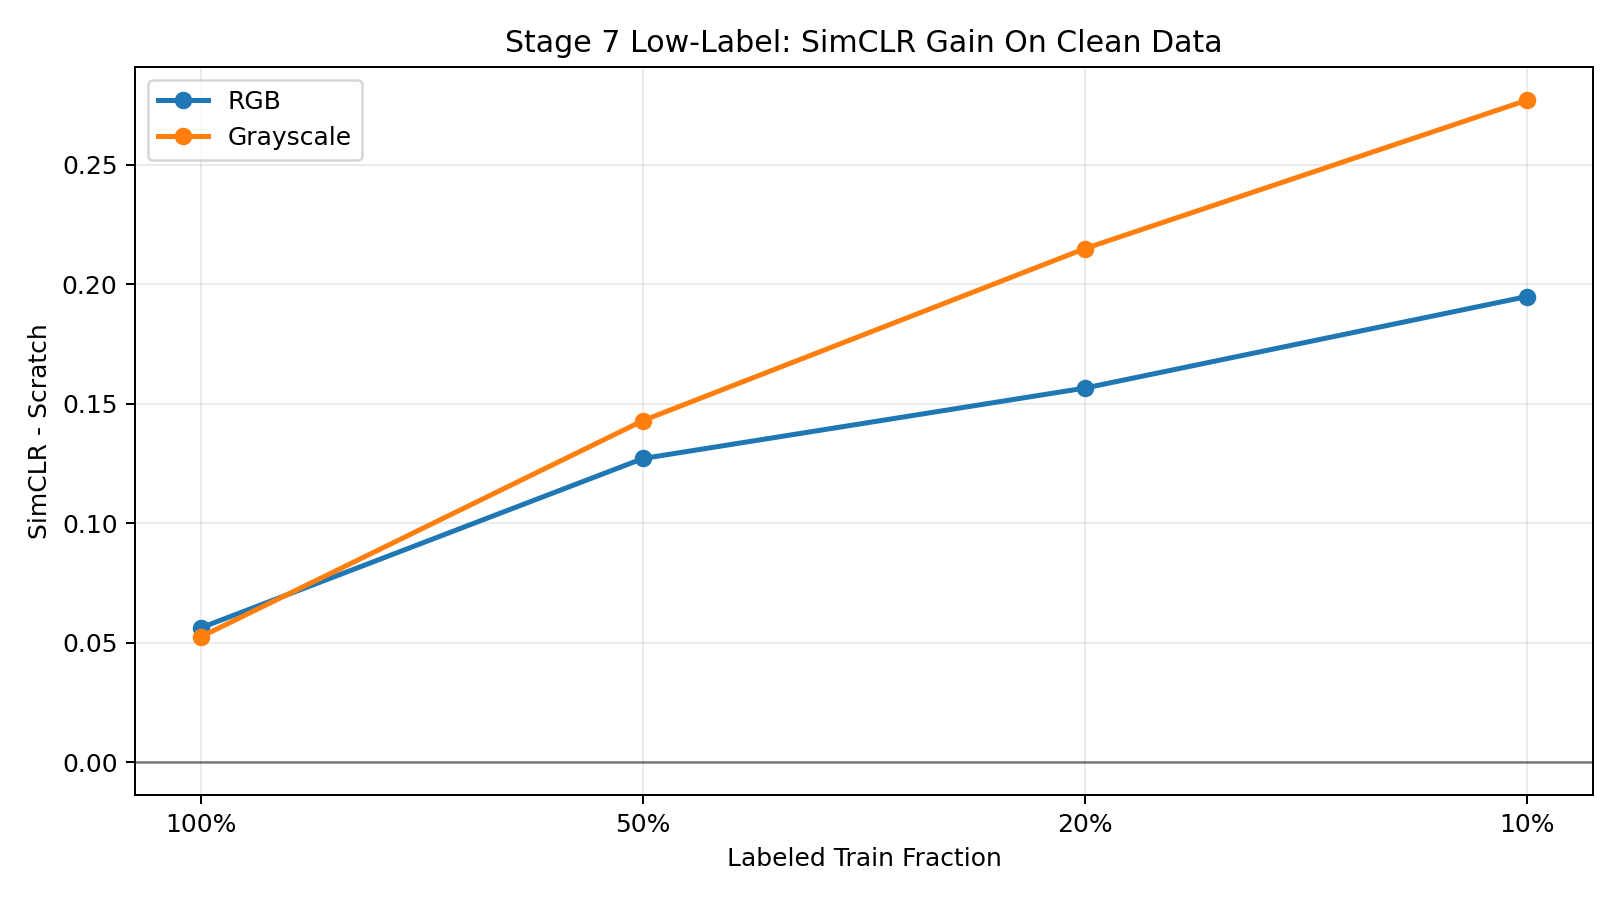 Stage 7 Low-Label: SimCLR Gain On Clean Data
RGB
Grayscale
SimCLR - Scratch
0.25
0.20
0.15
0.10
0.05
0.00
100% 50% 20% 10%
Labeled Train Fraction